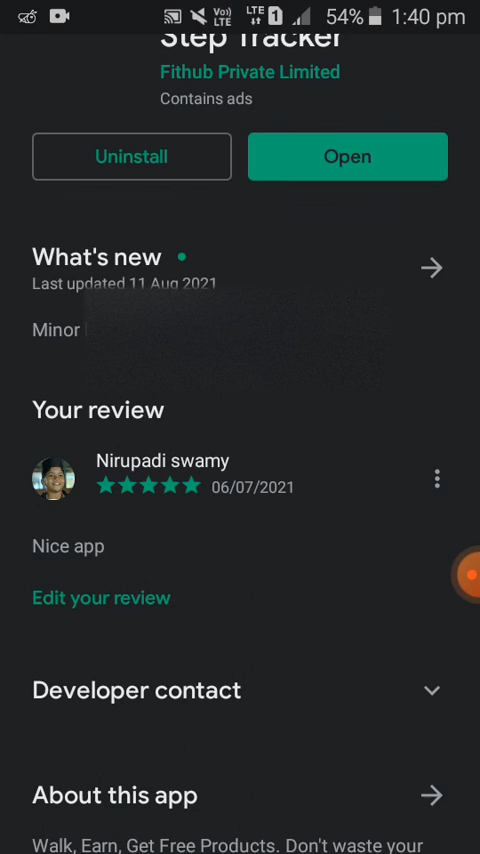 54% 1:40 pm
Step Tracker
Fithub Private Limited
Contains ads
Uninstall
Open
What's new
Last updated 11 Aug 2021
Minor
Your review
Nirupadi swamy
06/07/2021
Nice app
Edit your review
Developer contact
About this app
Walk, Earn, Get Free Products. Don't waste your